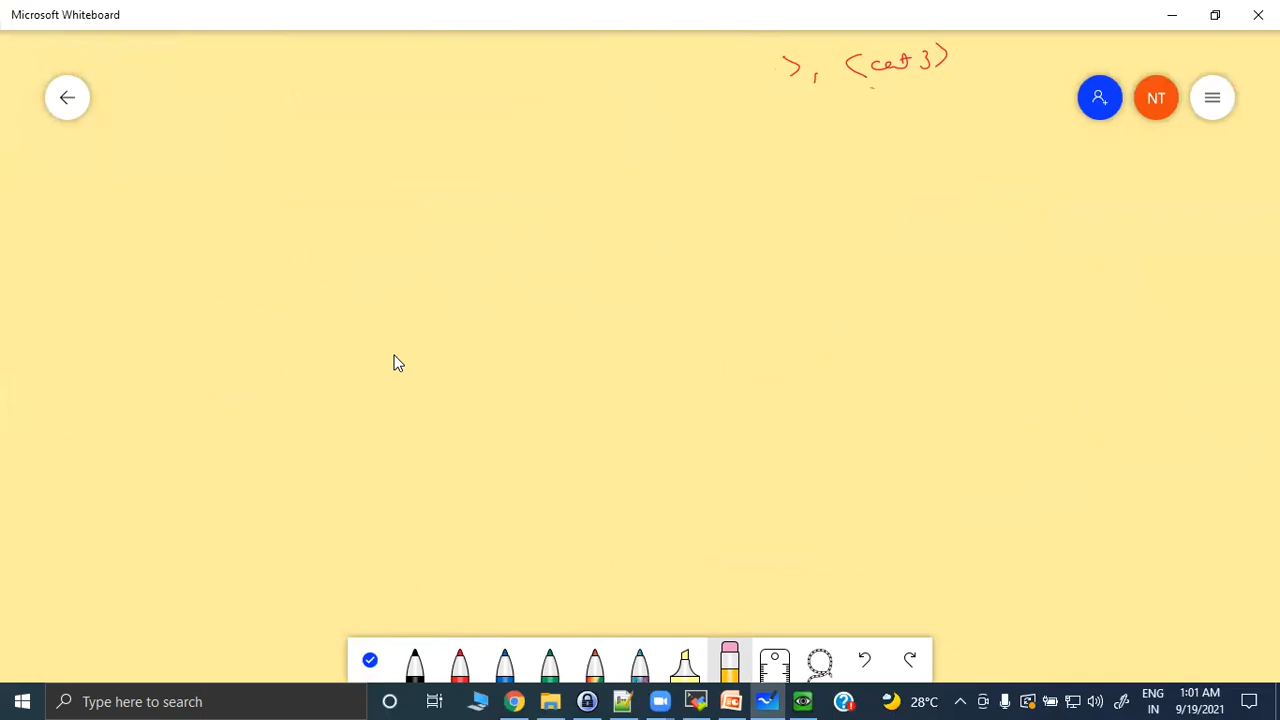 Microsoft Whiteboard
>, <cat 3>
NT
Type here to search
28°C
ENG
IN
1:01 AM
9/19/2021